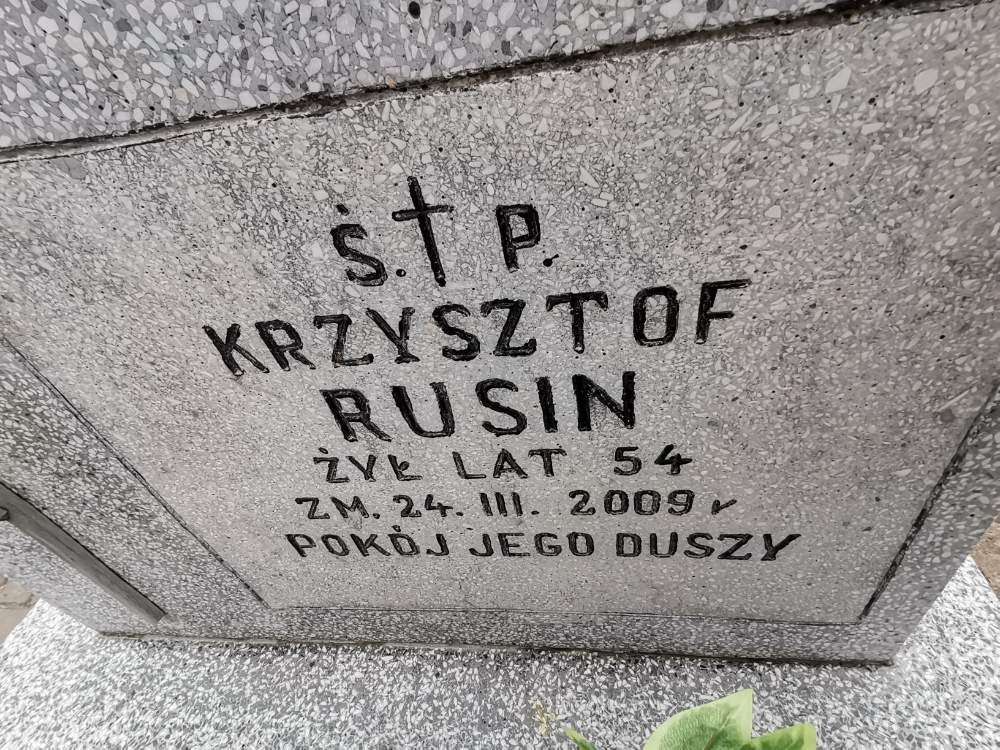 Ś. † P.
KRZYSZTOF
RUSIN
ŻYŁ LAT 54
ZM. 24. III. 2009 r
POKÓJ JEGO DUSZY